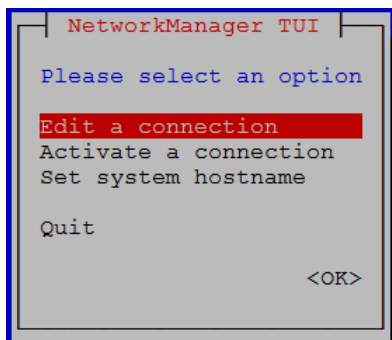 NetworkManager TUI
Please select an option
Edit a connection
Activate a connection
Set system hostname
Quit
<OK>